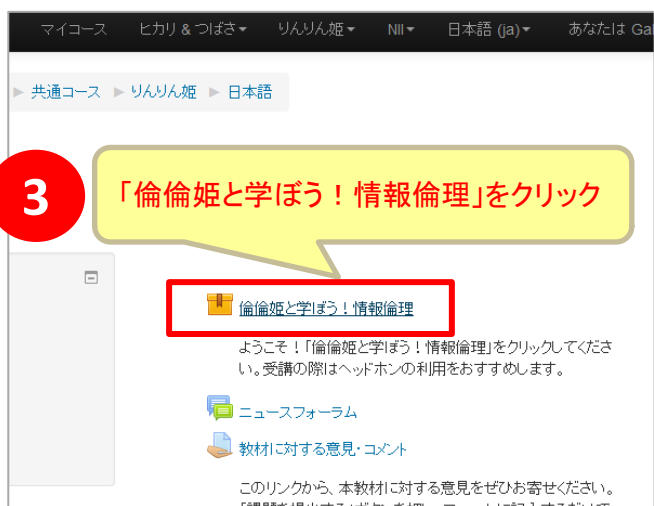 マイコース ヒカリ & つばさ りんりん姫 NII 日本語 (ja) あなたは Gal
共通コース りんりん姫 日本語
3
「倫倫姫と学ぼう！情報倫理」をクリック
倫倫姫と学ぼう！情報倫理
ようこそ！「倫倫姫と学ぼう！情報倫理」をクリックしてくださ
い。受講の際はヘッドホンの利用をおすすめします。
ニュースフォーラム
教材に対する意見・コメント
このリンクから、本教材に対する意見をぜひお寄せください。